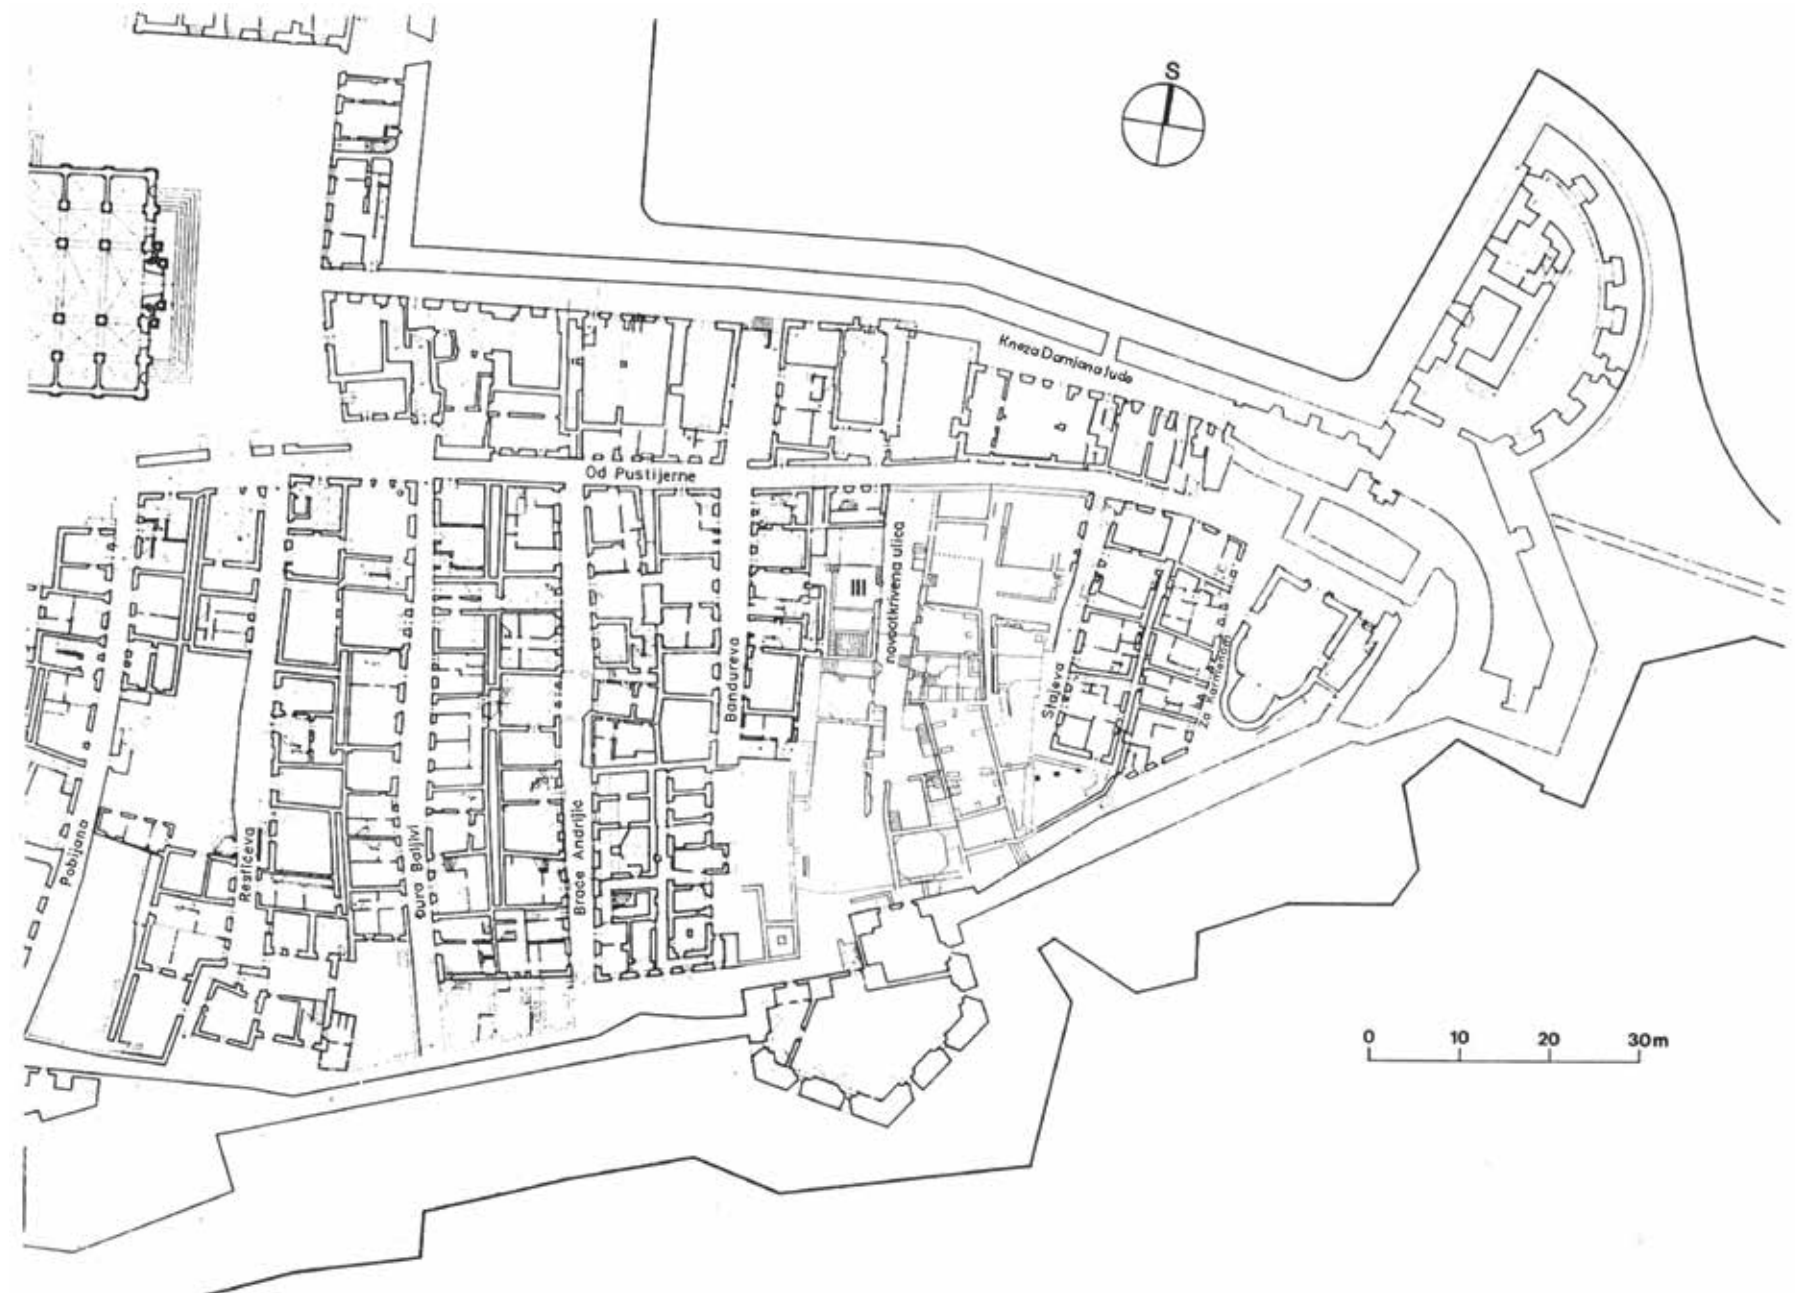 S
Kneza Damjana Jude
Od Pustijerne
novootkrivena ulica
Bandureva
Stajeva
Za Karmenom
Pobijana
Restićeva
Đura Baljivi
Braće Andrijić
0 10 20 30m